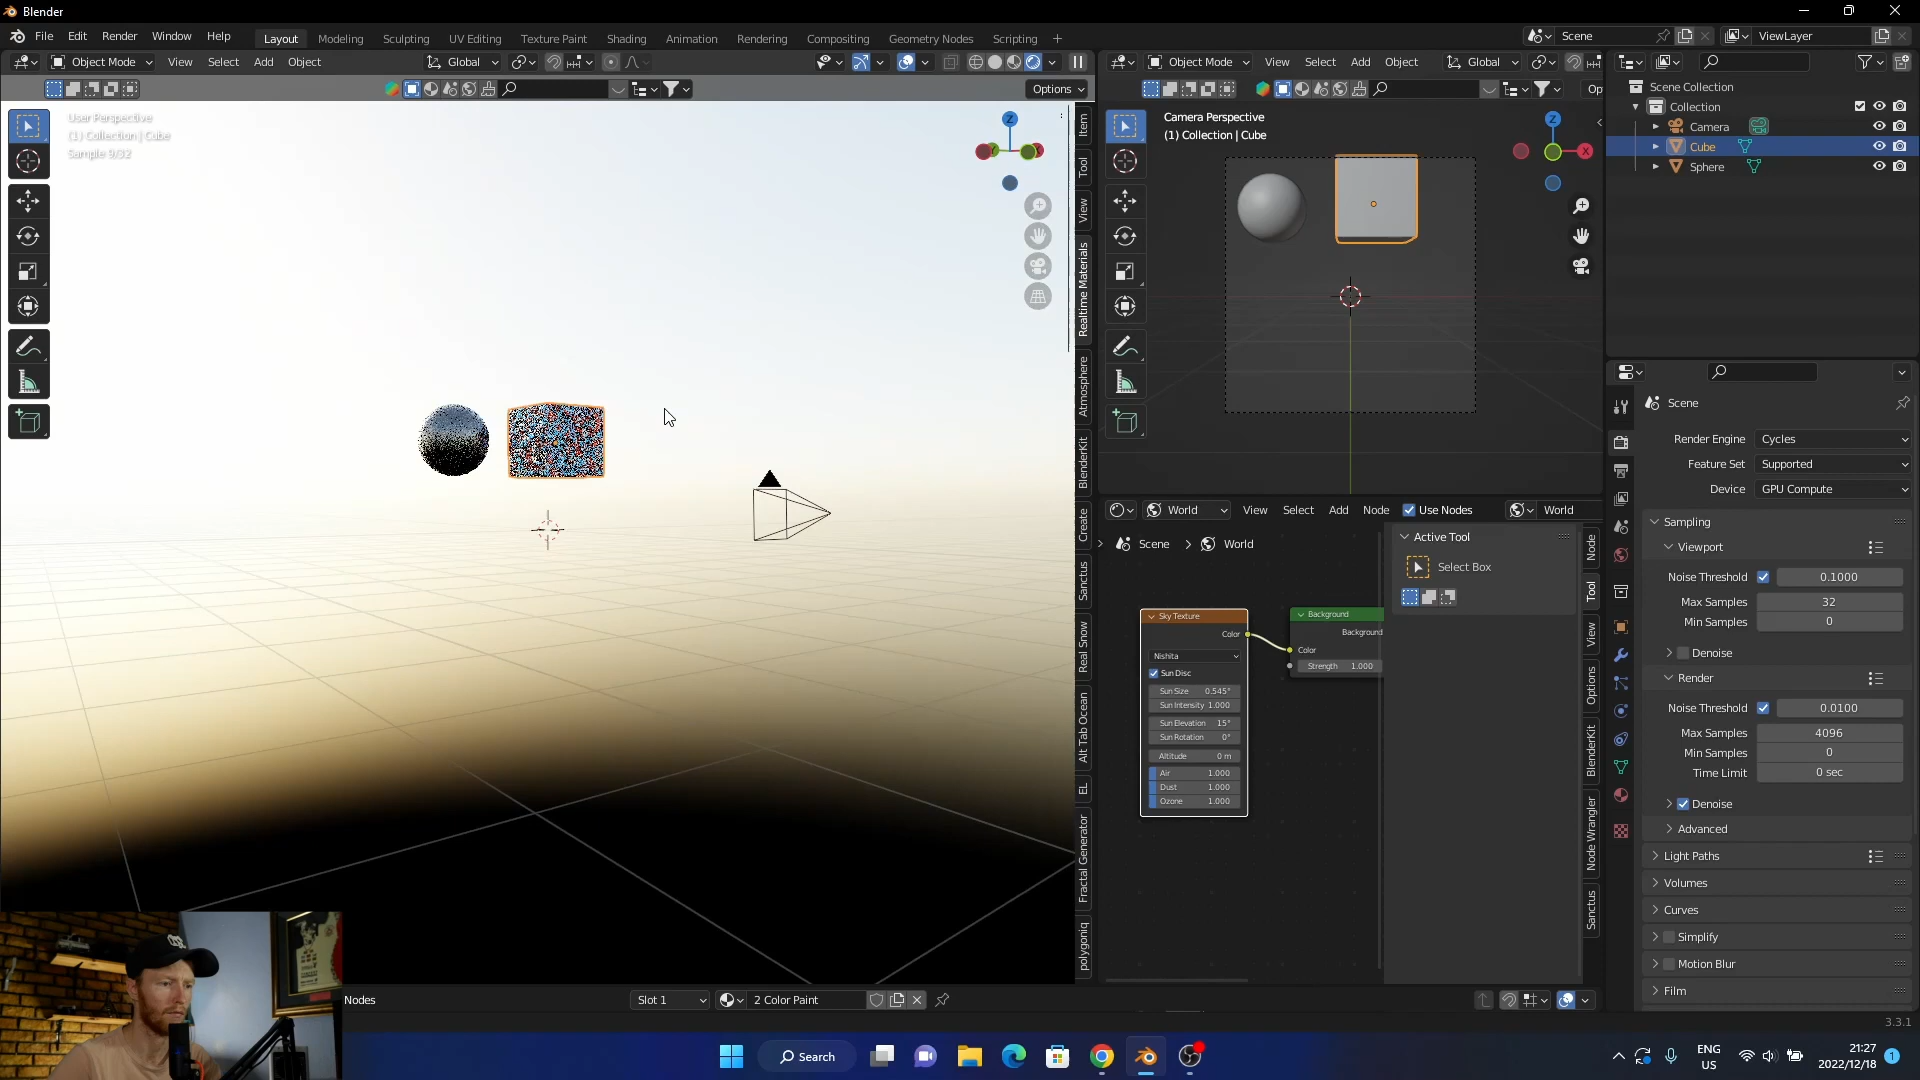 Blender
File Edit Render Window Help Layout Modeling Sculpting UV Editing Texture Paint Shading Animation Rendering Compositing Geometry Nodes Scripting + Scene ViewLayer
Object Mode View Select Add Object Global
Options
User Perspective
(1) Collection | Cube
Sample 9/32
Z
Item
Tool
View
Realtime Materials
Atmosphere
BlenderKit
Create
Sanctus
Real Snow
Alt Tab Ocean
EL
Fractal Generator
polygoniq
Object Mode View Select Add Object Global
Op
Camera Perspective
(1) Collection | Cube
Z
X
World View Select Add Node Use Nodes World
Scene > World
Active Tool
Select Box
Sky Texture
Color
Nishita
Sun Disc
Sun Size 0.545°
Sun Intensity 1.000
Sun Elevation 15°
Sun Rotation 0°
Altitude 0 m
Air 1.000
Dust 1.000
Ozone 1.000
Background
Background
Color
Strength 1.000
Node
Tool
View
Options
BlenderKit
Node Wrangler
Sanctus
Scene Collection
Collection
Camera
Cube
Sphere
Scene
Render Engine Cycles
Feature Set Supported
Device GPU Compute
Sampling
Viewport
Noise Threshold 0.1000
Max Samples 32
Min Samples 0
Denoise
Render
Noise Threshold 0.0100
Max Samples 4096
Min Samples 0
Time Limit 0 sec
Denoise
Advanced
Light Paths
Volumes
Curves
Simplify
Motion Blur
Film
Nodes Slot 1 2 Color Paint
3.3.1
Search
ENG
US
21:27
2022/12/18
1